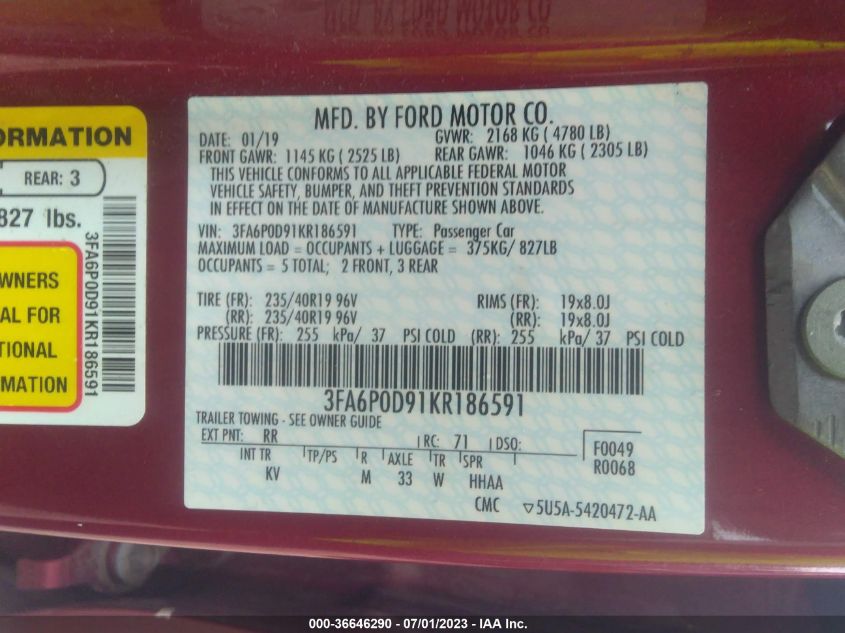 MFD. BY FORD MOTOR CO
MFD. BY FORD MOTOR CO.
DATE: 01/19 GVWR: 2168 KG ( 4780 LB)
FRONT GAWR: 1145 KG ( 2525 LB) REAR GAWR: 1046 KG ( 2305 LB)
THIS VEHICLE CONFORMS TO ALL APPLICABLE FEDERAL MOTOR
VEHICLE SAFETY, BUMPER, AND THEFT PREVENTION STANDARDS
IN EFFECT ON THE DATE OF MANUFACTURE SHOWN ABOVE.
VIN: 3FA6P0D91KR186591 TYPE: Passenger Car
MAXIMUM LOAD = OCCUPANTS + LUGGAGE = 375KG/ 827LB
OCCUPANTS = 5 TOTAL; 2 FRONT, 3 REAR
TIRE (FR): 235/40R19 96V RIMS (FR): 19x8.0J
(RR): 235/40R19 96V (RR): 19x8.0J
PRESSURE (FR): 255 kPa/ 37 PSI COLD (RR): 255 kPa/ 37 PSI COLD
3FA6P0D91KR186591
TRAILER TOWING - SEE OWNER GUIDE
EXT PNT: RR RC: 71 DSO: F0049
R0068
INT TR TP/PS R AXLE TR SPR
KV M 33 W HHAA
CMC ▽5U5A-5420472-AA
ORMATION
REAR: 3
827 lbs.
WNERS
AL FOR
TIONAL
RMATION
3FA6P0D91KR186591
000-36646290 - 07/01/2023 - IAA Inc.